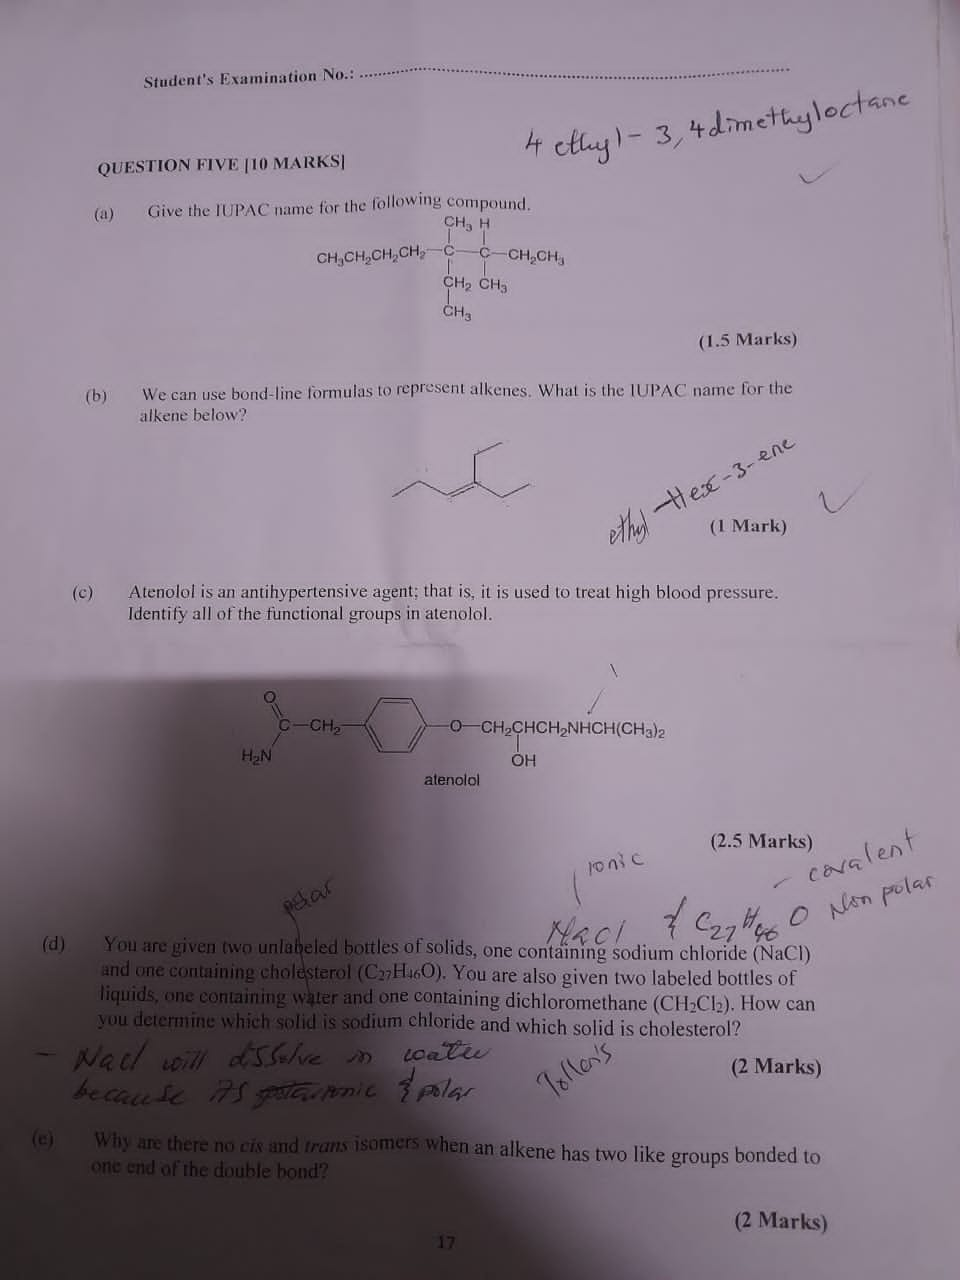 Student's Examination No.: ........................................
4 ethyl - 3,4 dimethyloctane
QUESTION FIVE [10 MARKS]
(a) Give the IUPAC name for the following compound.
CH₃ H
CH₃CH₂CH₂CH₂—C—C—CH₂CH₃
CH₂ CH₃
CH₃
(1.5 Marks)
(b) We can use bond-line formulas to represent alkenes. What is the IUPAC name for the
alkene below?
ethyl-Hex-3-ene
(1 Mark)
(c) Atenolol is an antihypertensive agent; that is, it is used to treat high blood pressure.
Identify all of the functional groups in atenolol.
O
C—CH₂ —O—CH₂CHCH₂NHCH(CH₃)₂
H₂N OH
atenolol
(2.5 Marks)
ionic - covalent
polar NaCl & C₂₇H₄₆O Non polar
(d) You are given two unlabeled bottles of solids, one containing sodium chloride (NaCl)
and one containing cholesterol (C₂₇H₄₆O). You are also given two labeled bottles of
liquids, one containing water and one containing dichloromethane (CH₂Cl₂). How can
you determine which solid is sodium chloride and which solid is cholesterol?
- Nacl will dissolve in water Tollen's
(2 Marks)
because its ionic & polar
(e) Why are there no cis and trans isomers when an alkene has two like groups bonded to
one end of the double bond?
(2 Marks)
17